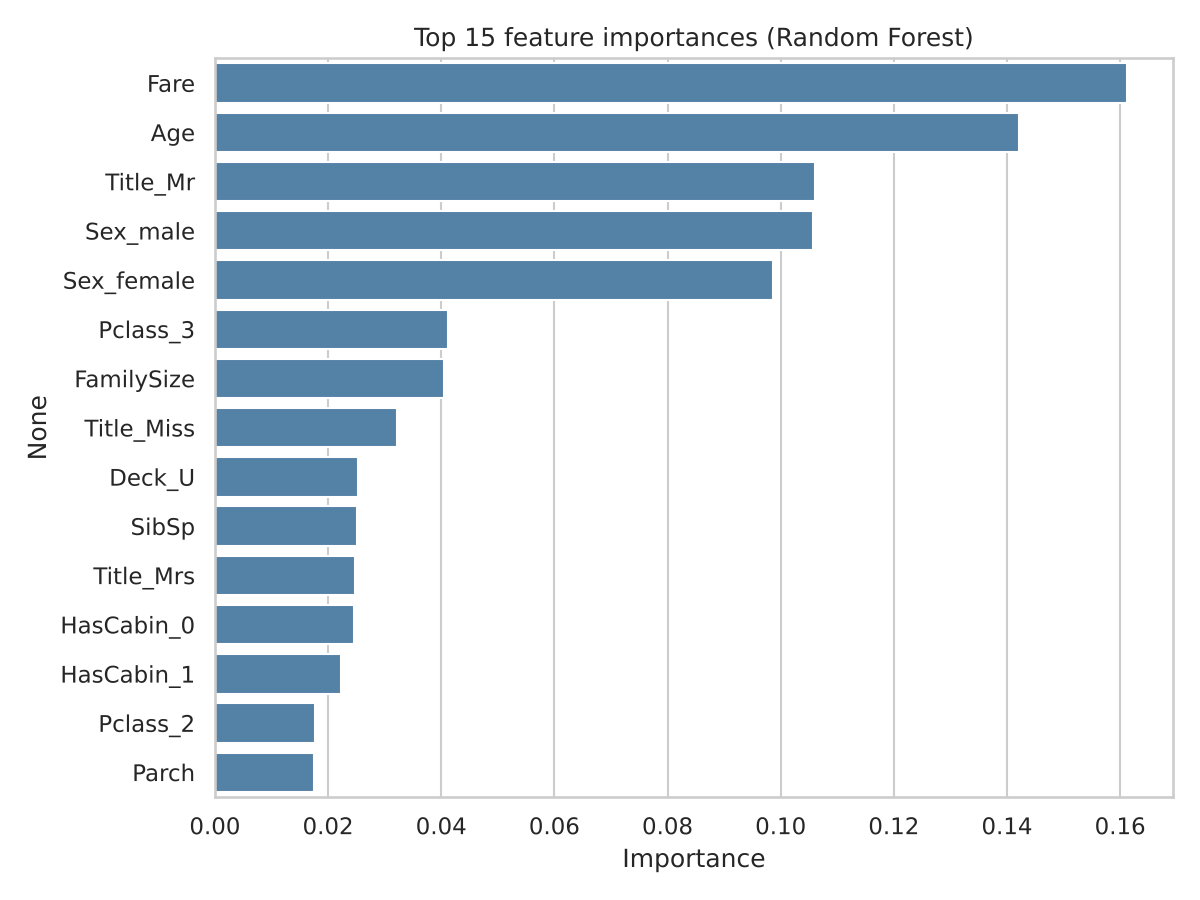 Top 15 feature importances (Random Forest)
Fare
Age
Title_Mr
Sex_male
Sex_female
Pclass_3
FamilySize
Title_Miss
Deck_U
SibSp
Title_Mrs
HasCabin_0
HasCabin_1
Pclass_2
Parch
None
0.00 0.02 0.04 0.06 0.08 0.10 0.12 0.14 0.16
Importance